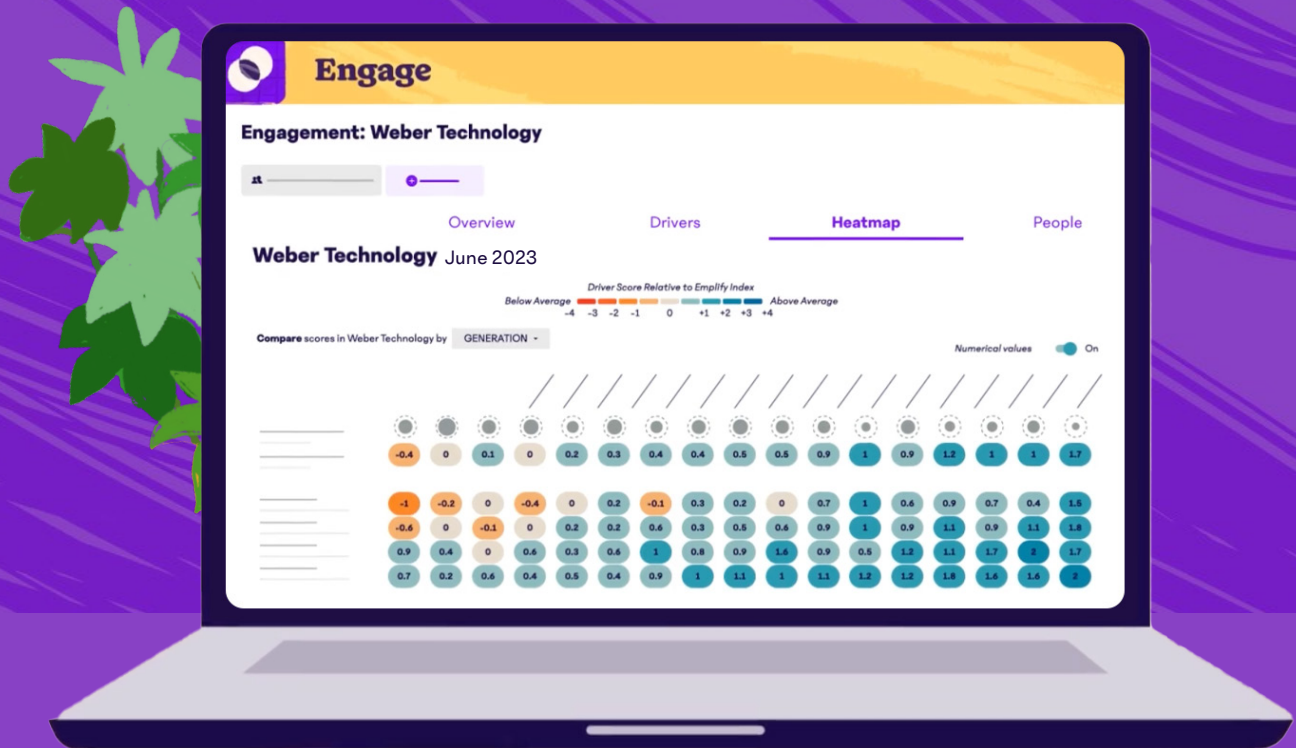 Engage
Engagement: Weber Technology
Overview Drivers Heatmap People
Weber Technology June 2023
Driver Score Relative to Emplify Index
Below Average Above Average
-4 -3 -2 -1 0 +1 +2 +3 +4
Compare scores in Weber Technology by GENERATION
Numerical values On
-0.4 0 0.1 0 0.2 0.3 0.4 0.4 0.5 0.5 0.9 1 0.9 1.2 1 1 1.7
-1 -0.2 0 -0.4 0 0.2 -0.1 0.3 0.2 0 0.7 1 0.6 0.9 0.7 0.4 1.5
-0.6 0 -0.1 0 0.2 0.2 0.6 0.3 0.5 0.6 0.9 1 0.9 1.1 0.9 1.1 1.8
0.9 0.4 0 0.6 0.3 0.6 1 0.8 0.9 1.6 0.9 0.5 1.2 1.1 1.7 2 1.7
0.7 0.2 0.6 0.4 0.5 0.4 0.9 1 1.1 1 1.1 1.2 1.2 1.8 1.6 1.6 2